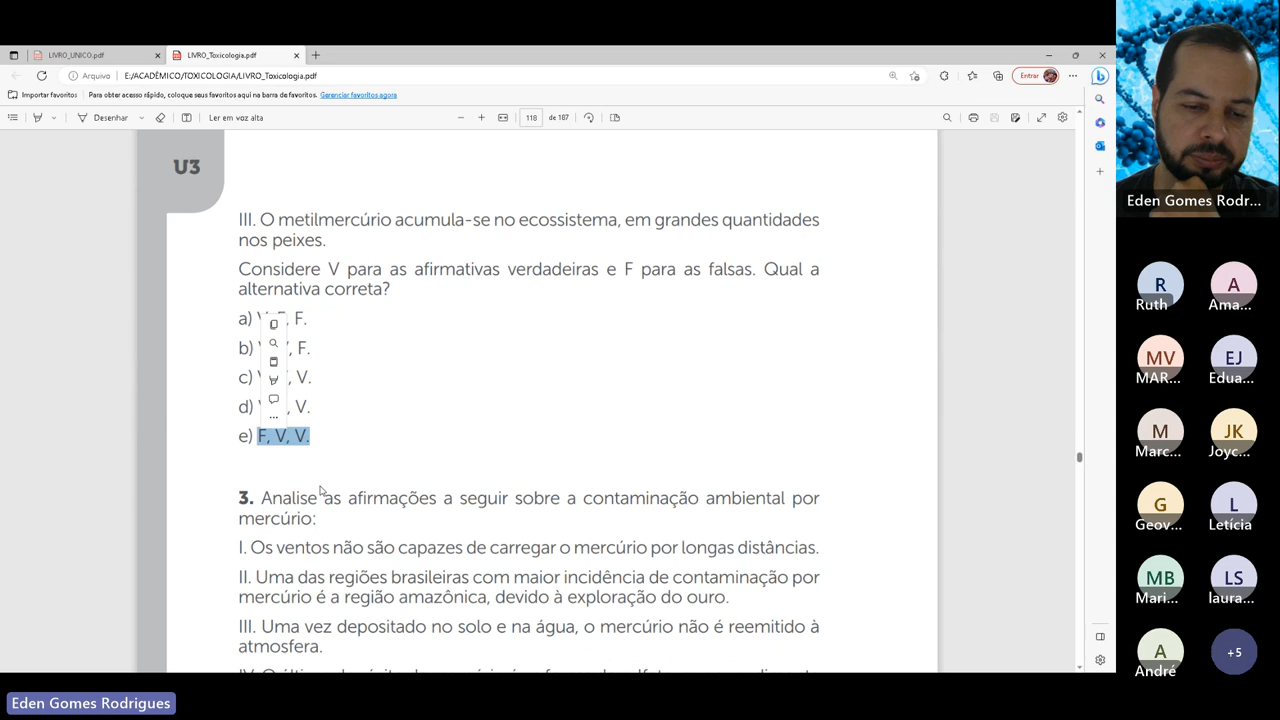 LIVRO_UNICO.pdf
LIVRO_Toxicologia.pdf
Arquivo
E:/ACADÊMICO/TOXICOLOGIA/LIVRO_Toxicologia.pdf
Entrar
Importar favoritos
Para obter acesso rápido, coloque seus favoritos aqui na barra de favoritos. Gerenciar favoritos agora
Desenhar
Ler em voz alta
118 de 187
U3
III. O metilmercúrio acumula-se no ecossistema, em grandes quantidades
nos peixes.
Considere V para as afirmativas verdadeiras e F para as falsas. Qual a
alternativa correta?
a) F.
b) F.
c) V.
d) V.
e) F, V, V.
3. Analise as afirmações a seguir sobre a contaminação ambiental por
mercúrio:
I. Os ventos não são capazes de carregar o mercúrio por longas distâncias.
II. Uma das regiões brasileiras com maior incidência de contaminação por
mercúrio é a região amazônica, devido à exploração do ouro.
III. Uma vez depositado no solo e na água, o mercúrio não é reemitido à
atmosfera.
Eden Gomes Rodr...
R
Ruth
A
Ama...
MV
MAR...
EJ
Edua...
M
Marc...
JK
Joyc...
G
Geov...
L
Letícia
MB
Mari...
LS
laura...
A
André
+5
Eden Gomes Rodrigues